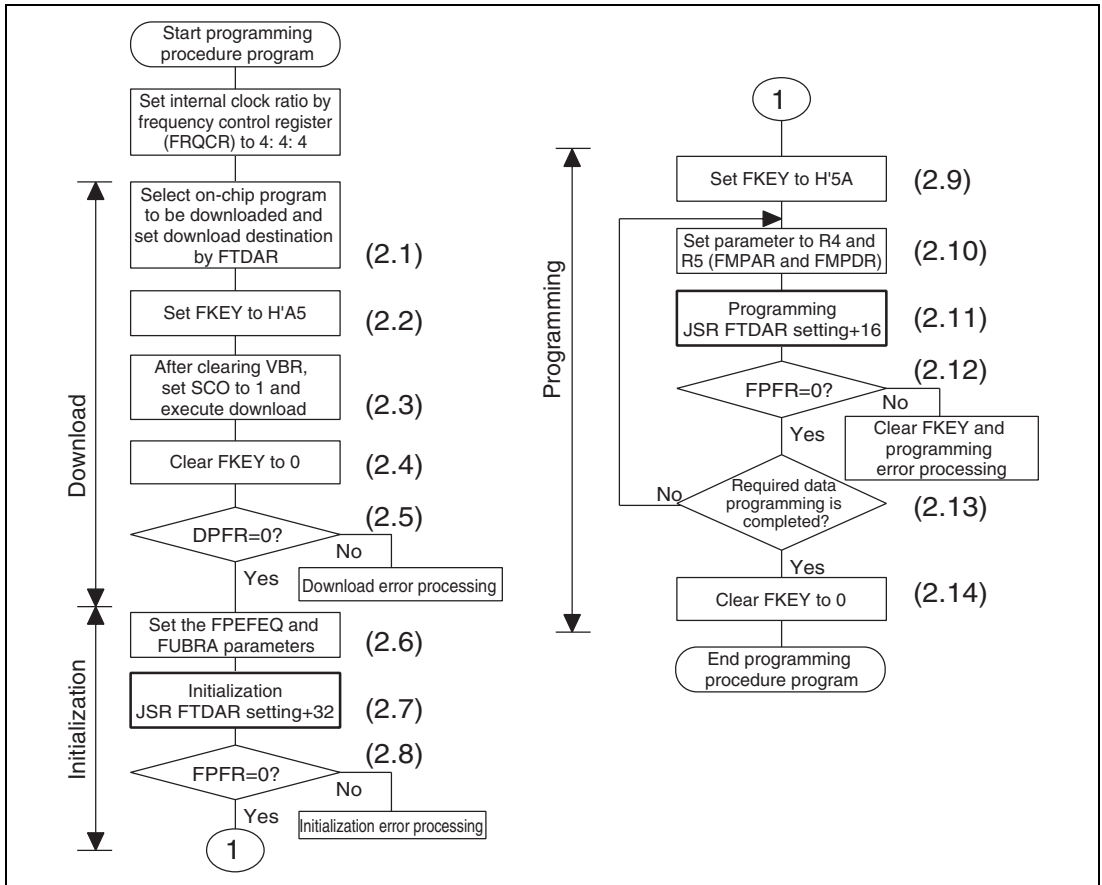 Start programming
procedure program
Set internal clock ratio by
frequency control register
(FRQCR) to 4: 4: 4
Download
Select on-chip program
to be downloaded and
set download destination
by FTDAR
(2.1)
Set FKEY to H'A5
(2.2)
After clearing VBR,
set SCO to 1 and
execute download
(2.3)
Clear FKEY to 0
(2.4)
DPFR=0?
(2.5)
No
Yes
Download error processing
Initialization
Set the FPEFEQ and
FUBRA parameters
(2.6)
Initialization
JSR FTDAR setting+32
(2.7)
FPFR=0?
(2.8)
No
Yes
Initialization error processing
1
1
Programming
Set FKEY to H'5A
(2.9)
Set parameter to R4 and
R5 (FMPAR and FMPDR)
(2.10)
Programming
JSR FTDAR setting+16
(2.11)
FPFR=0?
(2.12)
No
Yes
Clear FKEY and
programming
error processing
Required data
programming is
completed?
(2.13)
No
Yes
Clear FKEY to 0
(2.14)
End programming
procedure program